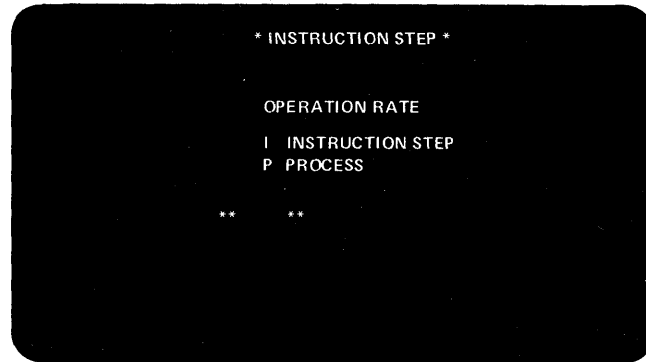 * INSTRUCTION STEP *
OPERATION RATE
I INSTRUCTION STEP
P PROCESS
** **